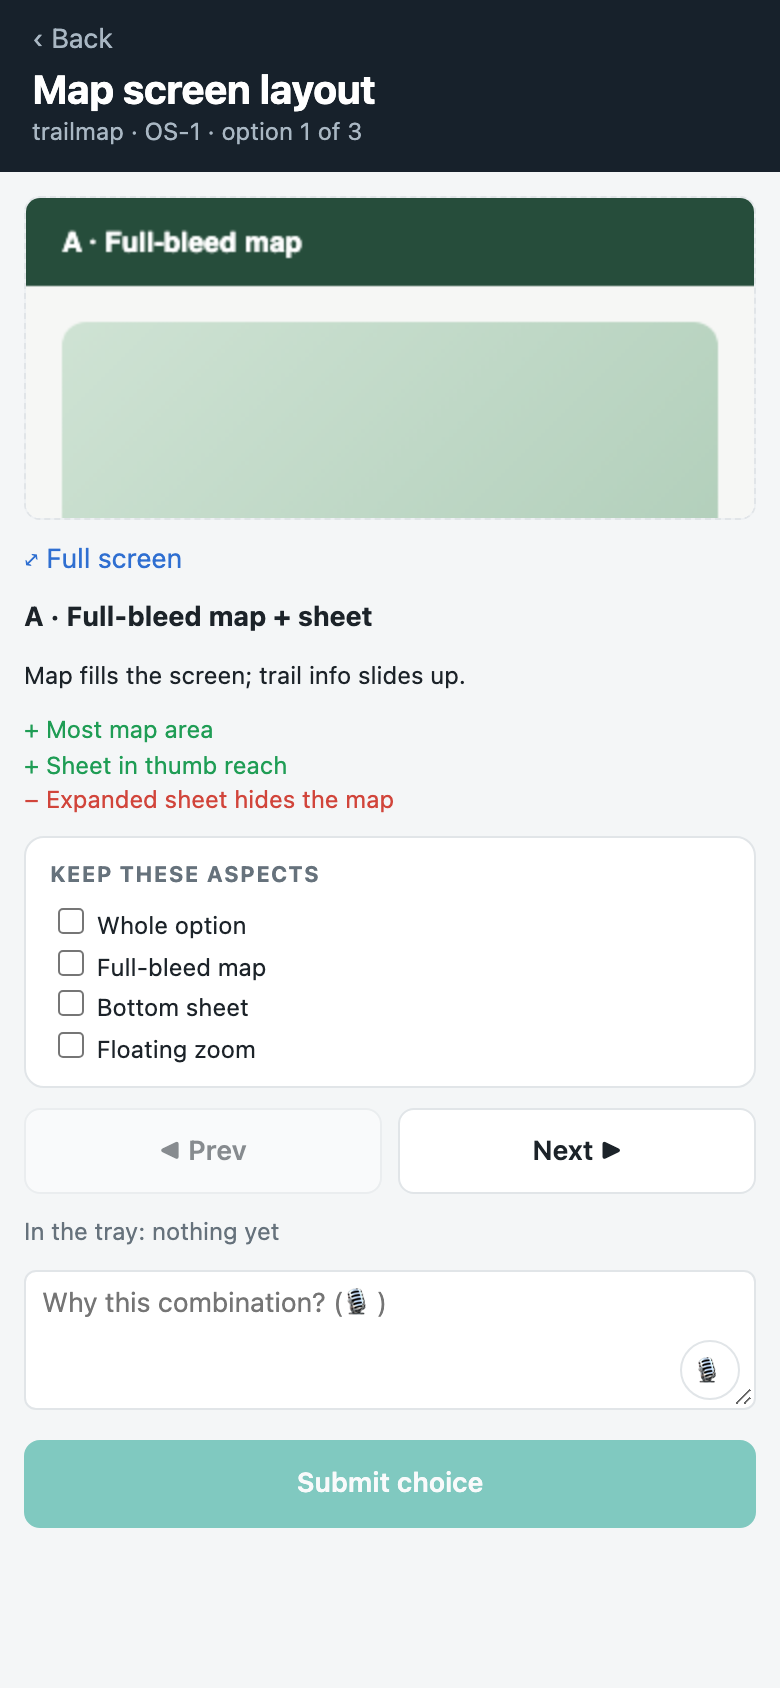 ‹ Back
Map screen layout
trailmap · OS-1 · option 1 of 3
A · Full-bleed map
⤢ Full screen
A · Full-bleed map + sheet
Map fills the screen; trail info slides up.
+ Most map area
+ Sheet in thumb reach
– Expanded sheet hides the map
KEEP THESE ASPECTS
Whole option
Full-bleed map
Bottom sheet
Floating zoom
◀ Prev
Next ▶
In the tray: nothing yet
Why this combination? (🎙 )
Submit choice